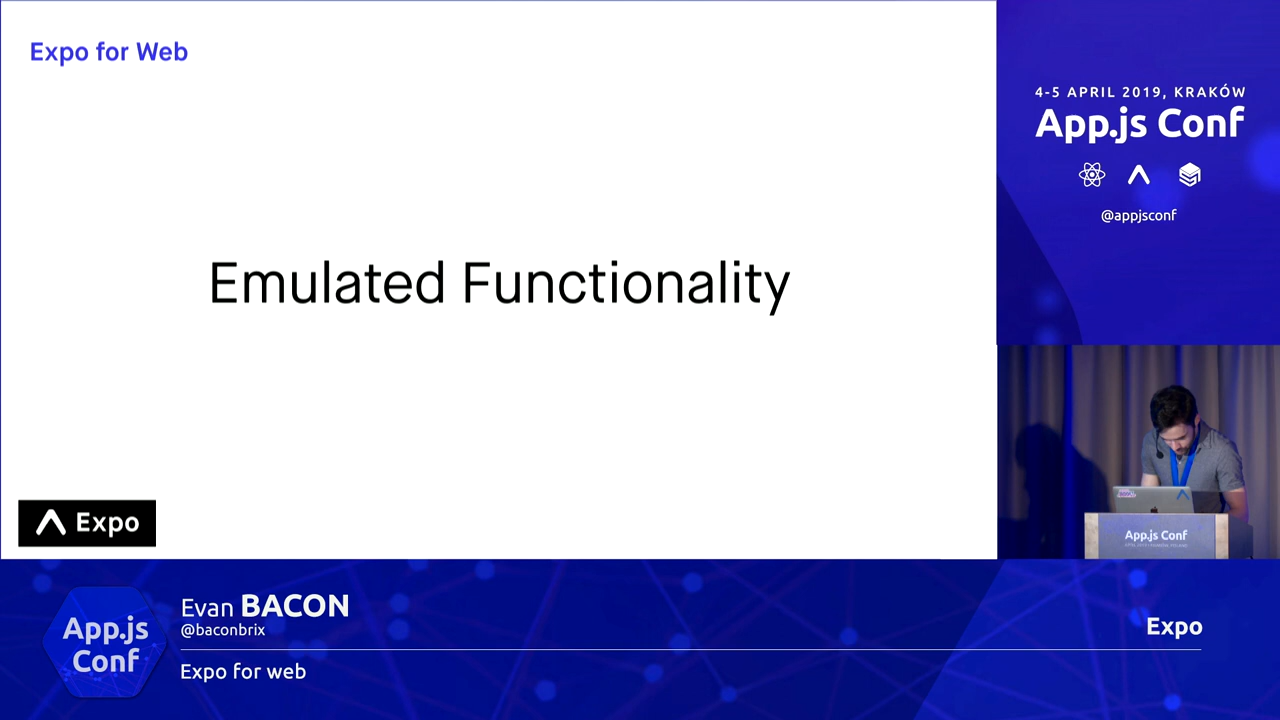 Expo for Web
Emulated Functionality
Expo
4-5 APRIL 2019, KRAKÓW
App.js Conf
@appjsconf
App.js Conf
App.js
Conf
Evan BACON
@baconbrix
Expo for web
Expo